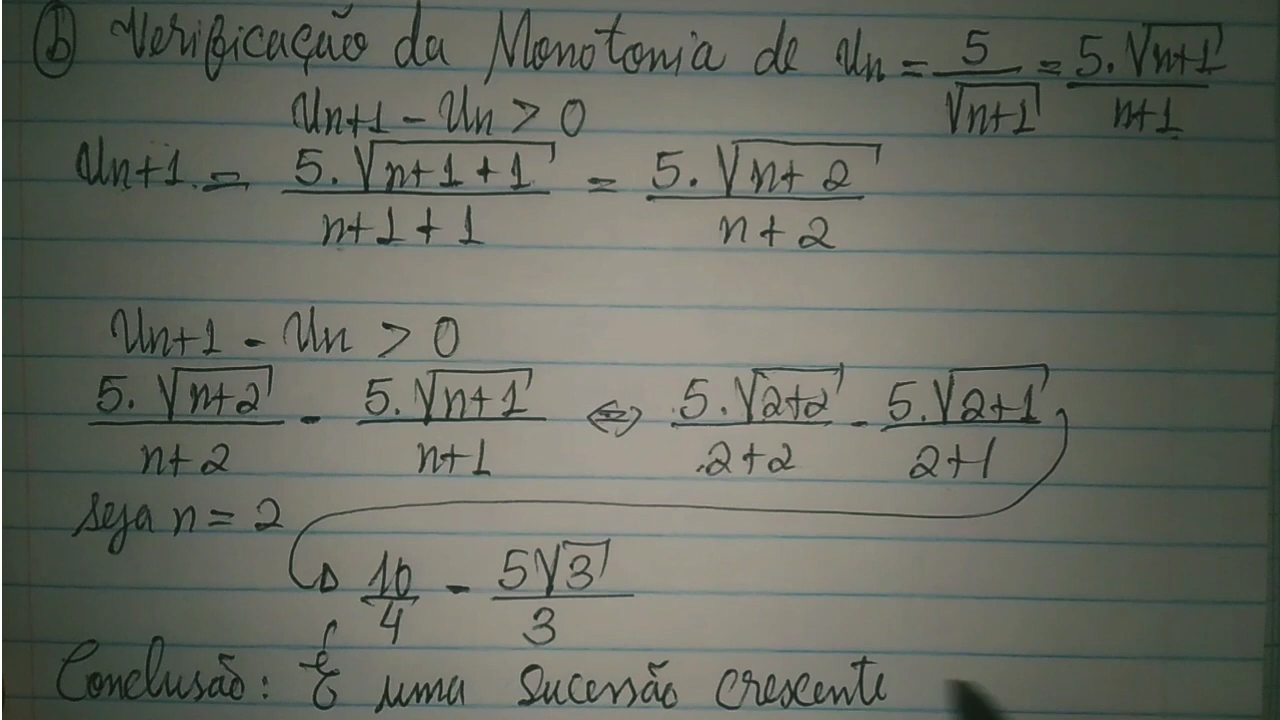 b) Verificação da Monotonia de Un = 5/√(n+1) = 5.√(n+1)/(n+1)
Un+1 - Un > 0
Un+1 = 5.√(n+1+1)/(n+1+1) = 5.√(n+2)/(n+2)
Un+1 - Un > 0
5.√(n+2)/(n+2) - 5.√(n+1)/(n+1) ⇔ 5.√(2+2)/(2+2) - 5.√(2+1)/(2+1)
seja n = 2
10/4 - 5√3/3
Conclusão: É uma sucessão crescente